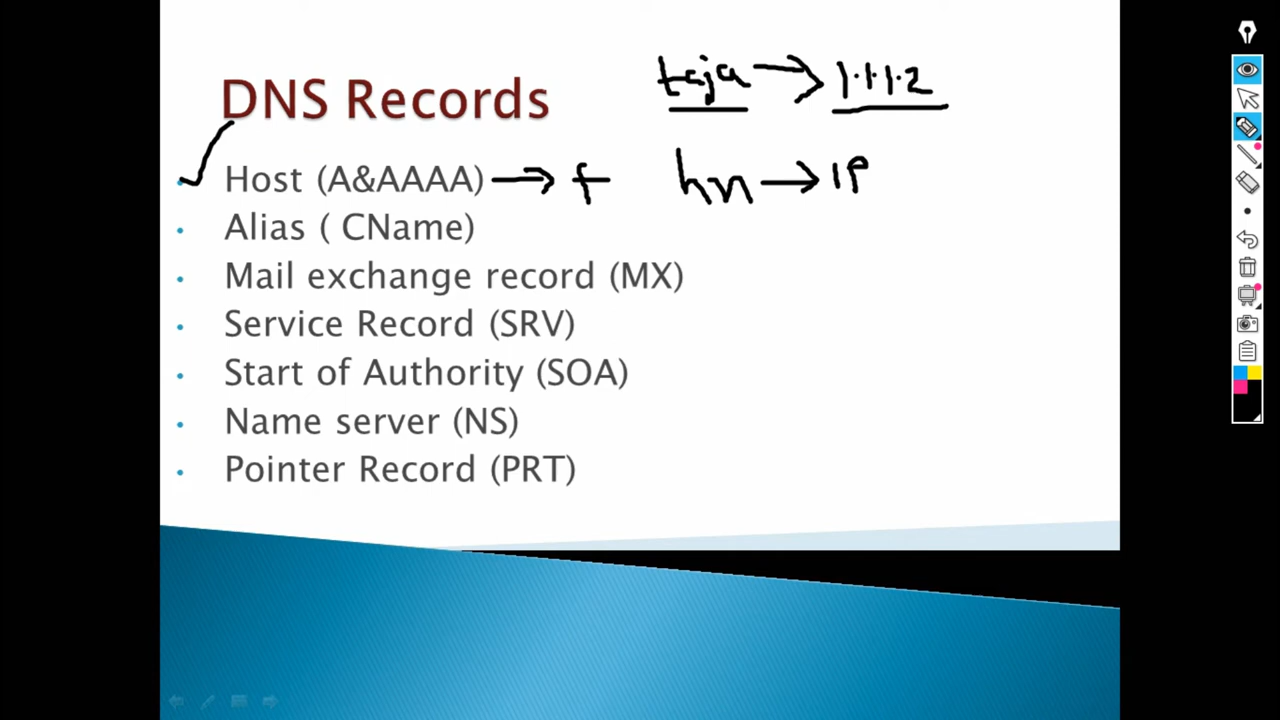 DNS Records
taja → 1.1.1.2
• Host (A&AAAA) → f hn → IP
• Alias ( CName)
• Mail exchange record (MX)
• Service Record (SRV)
• Start of Authority (SOA)
• Name server (NS)
• Pointer Record (PRT)